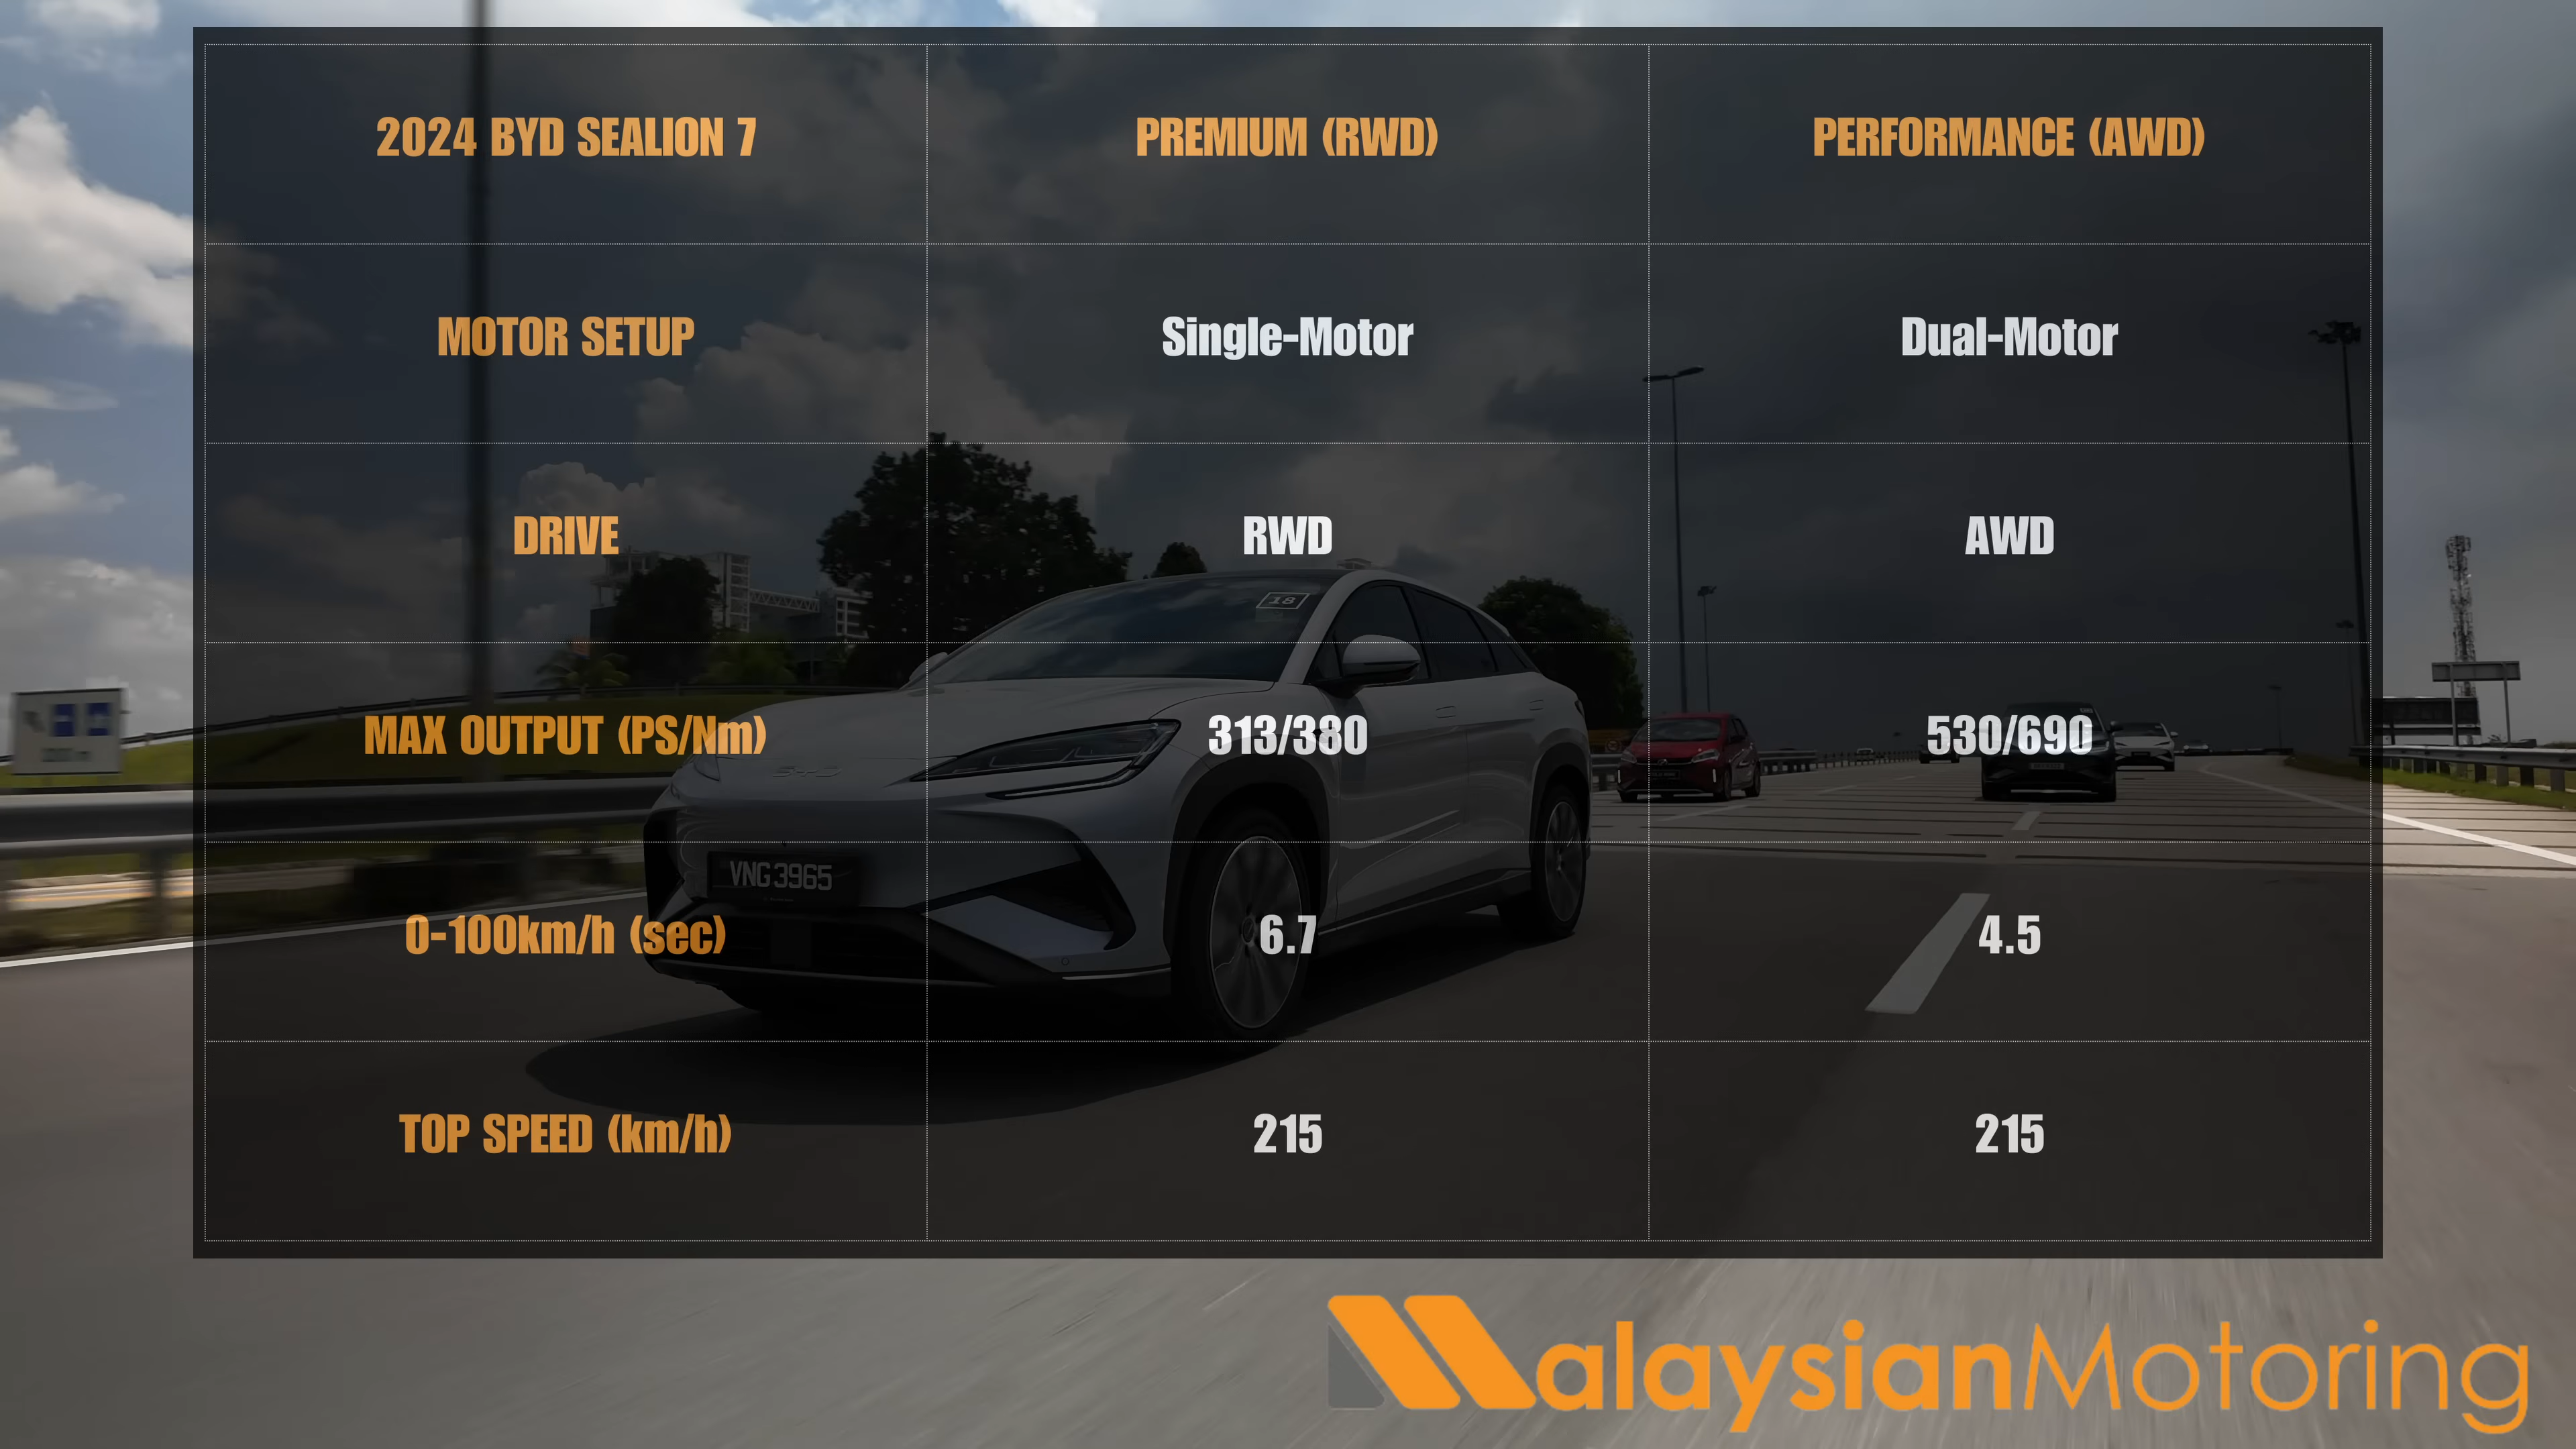 2024 BYD SEALION 7 PREMIUM (RWD) PERFORMANCE (AWD)
MOTOR SETUP Single-Motor Dual-Motor
DRIVE RWD AWD
18
MAX OUTPUT (PS/Nm) 313/380 530/690
BYD
VNG 3965
0-100km/h (sec) 6.7 4.5
TOP SPEED (km/h) 215 215
MalaysianMotoring